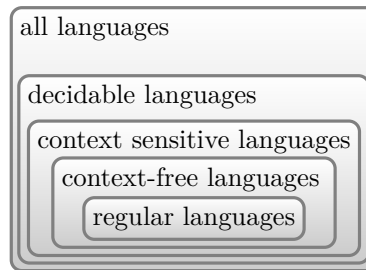 all languages
decidable languages
context sensitive languages
context-free languages
regular languages